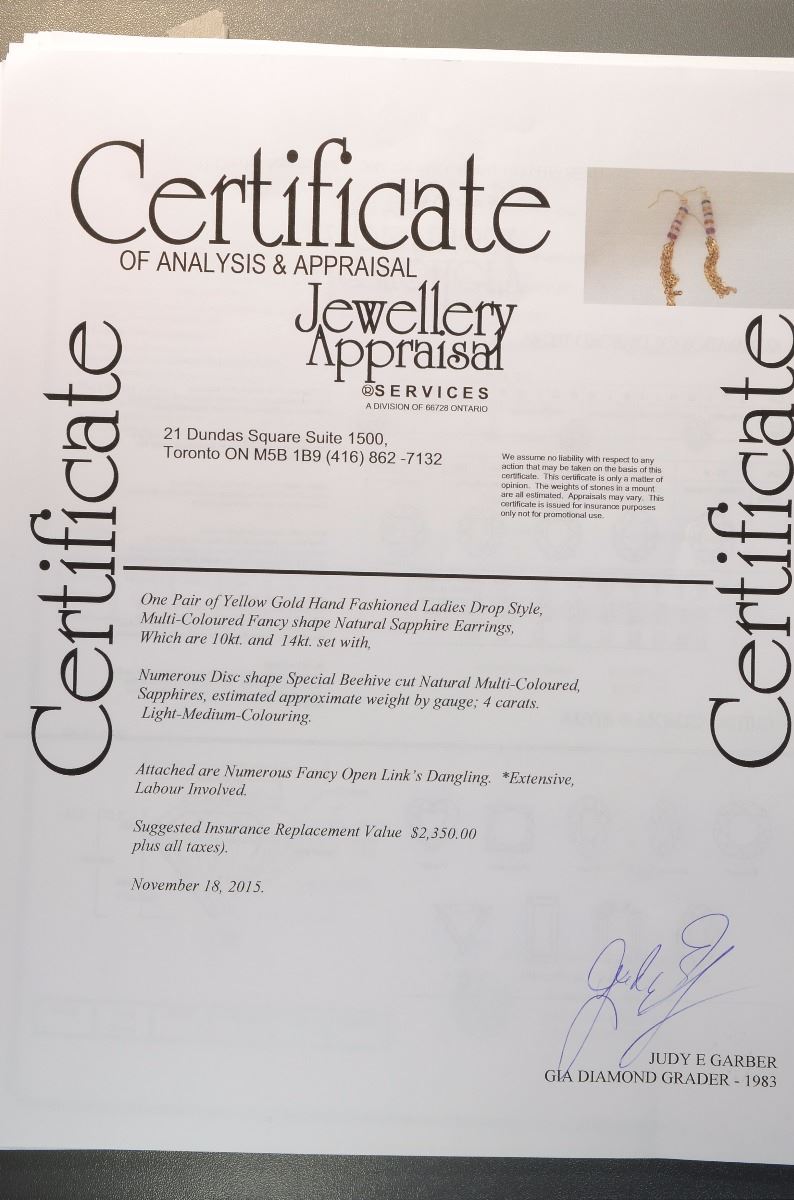 Certificate
OF ANALYSIS & APPRAISAL
Jewellery
Appraisal
®SERVICES
A DIVISION OF 66728 ONTARIO
21 Dundas Square Suite 1500,
Toronto ON M5B 1B9 (416) 862 -7132
We assume no liability with respect to any
action that may be taken on the basis of this
certificate. This certificate is only a matter of
opinion. The weights of stones in a mount
are all estimated. Appraisals may vary. This
certificate is issued for insurance purposes
only not for promotional use.
Certificate
Certificate
One Pair of Yellow Gold Hand Fashioned Ladies Drop Style,
Multi-Coloured Fancy shape Natural Sapphire Earrings,
Which are 10kt. and 14kt. set with,
Numerous Disc shape Special Beehive cut Natural Multi-Coloured,
Sapphires, estimated approximate weight by gauge; 4 carats.
Light-Medium-Colouring.
Attached are Numerous Fancy Open Link's Dangling. *Extensive,
Labour Involved.
Suggested Insurance Replacement Value $2,350.00
plus all taxes).
November 18, 2015.
JUDY E GARBER
GIA DIAMOND GRADER - 1983